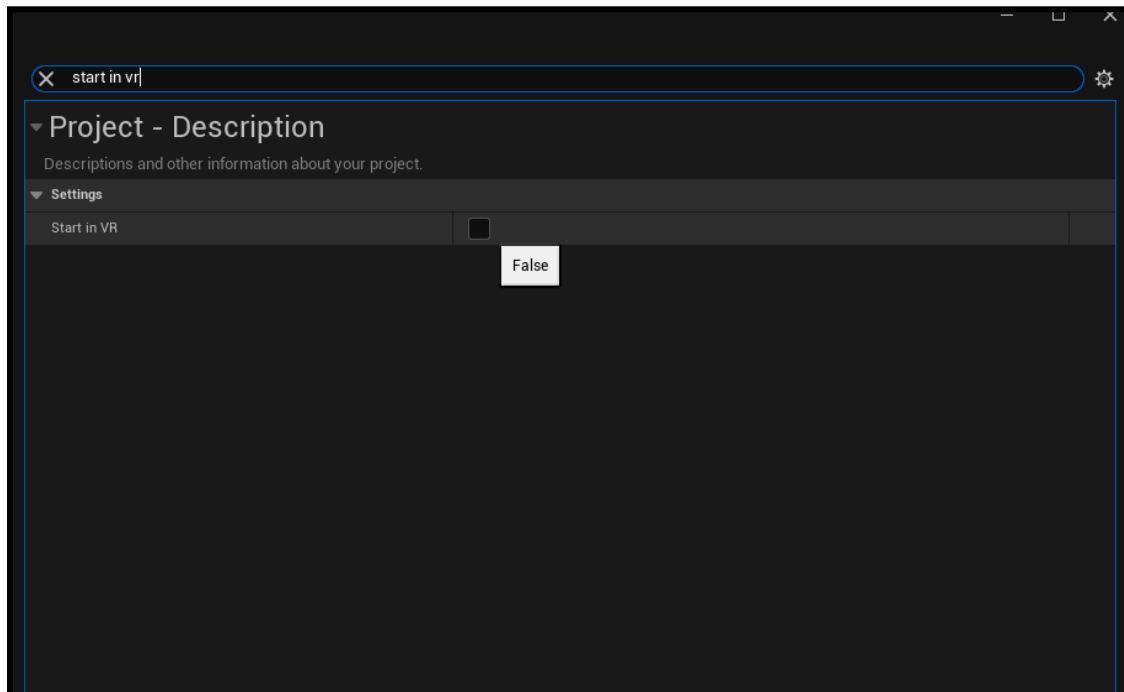 start in vr
Project - Description
Descriptions and other information about your project.
Settings
Start in VR
False